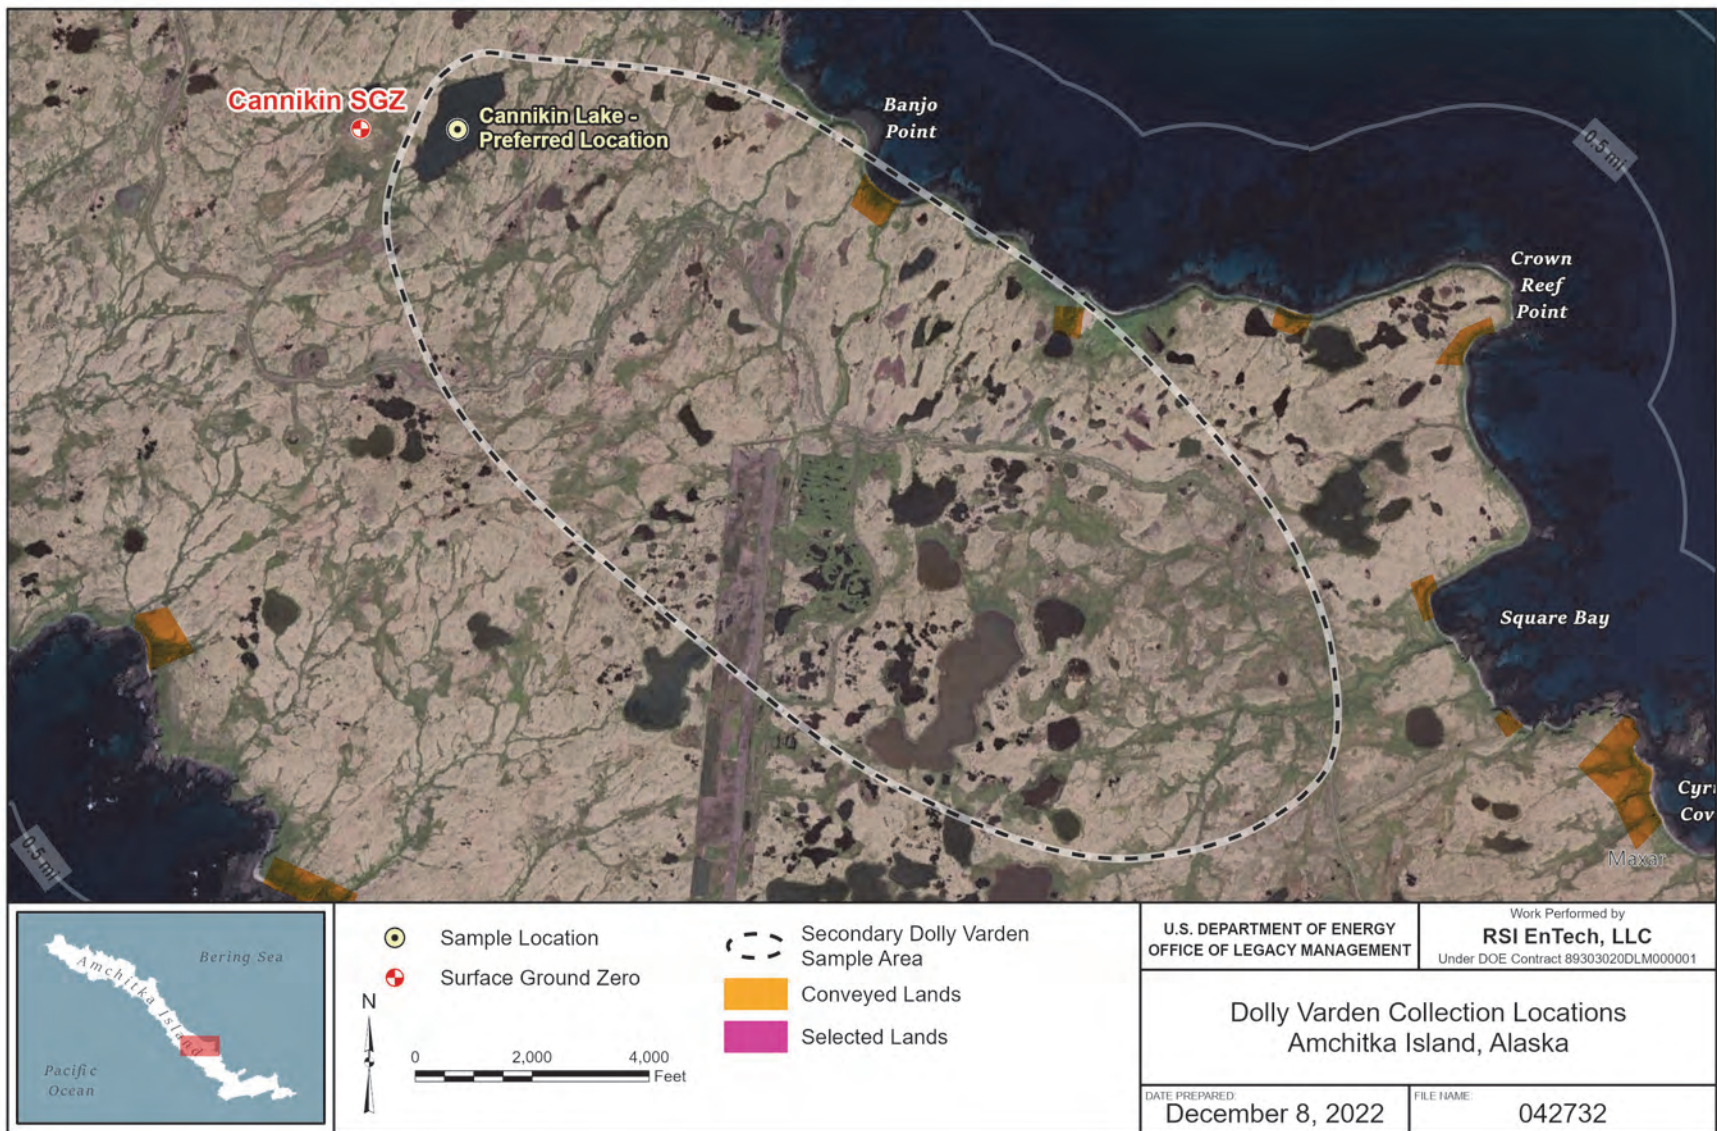 Cannikin SGZ
Cannikin Lake -
Preferred Location
Banjo
Point
0.5 mi
Crown
Reef
Point
Square Bay
Cyri
Cov
Maxar
0.5 mi
Amchitka Island
Bering Sea
Pacific
Ocean
Sample Location
Surface Ground Zero
N
0 2,000 4,000
Feet
Secondary Dolly Varden
Sample Area
Conveyed Lands
Selected Lands
U.S. DEPARTMENT OF ENERGY
OFFICE OF LEGACY MANAGEMENT
Work Performed by
RSI EnTech, LLC
Under DOE Contract 89303020DLM000001
Dolly Varden Collection Locations
Amchitka Island, Alaska
DATE PREPARED:
December 8, 2022
FILE NAME:
042732